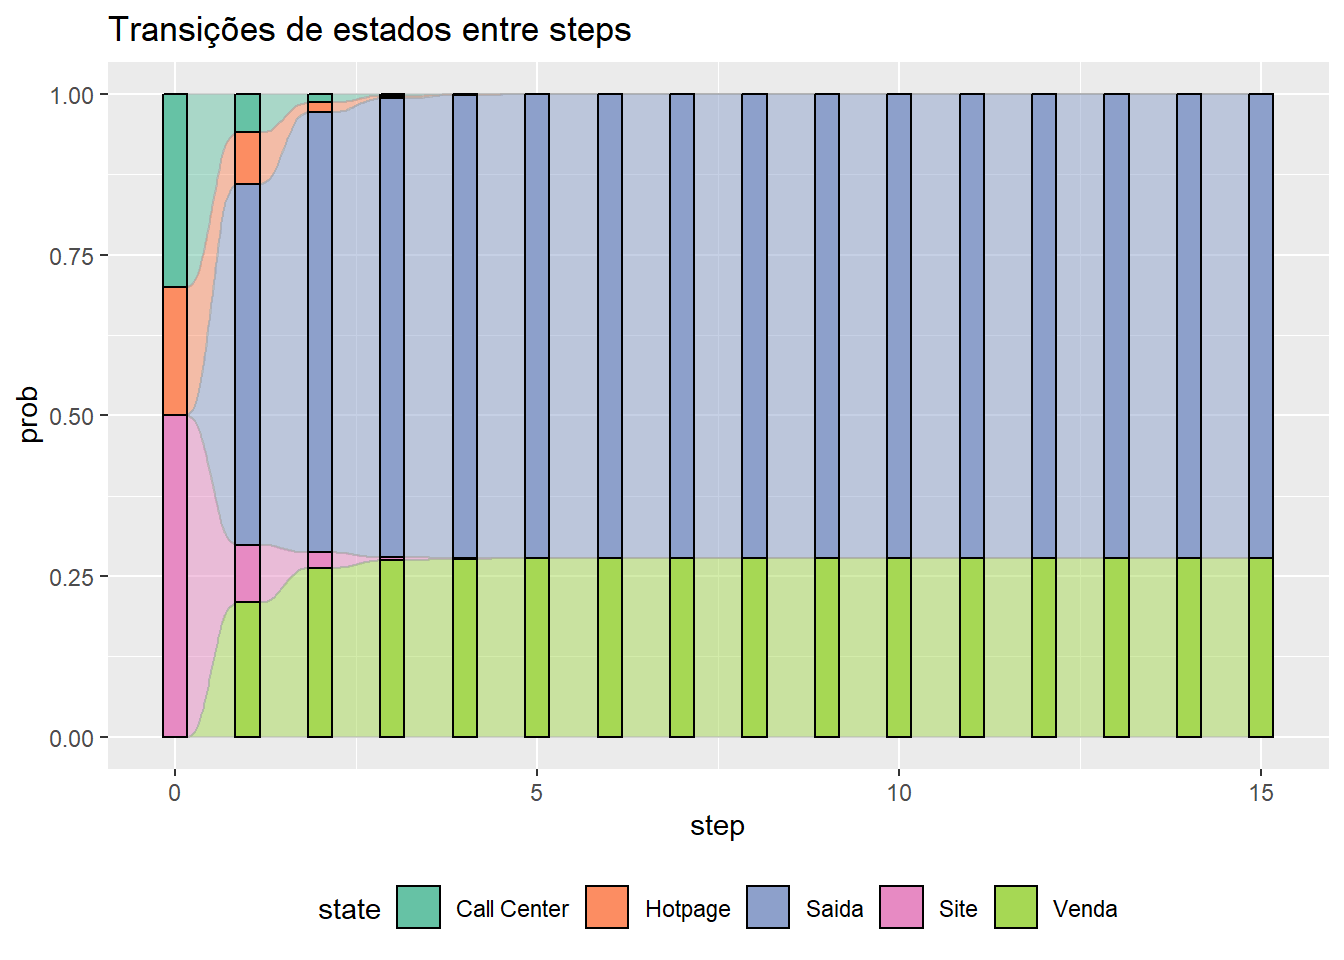 Transições de estados entre steps
prob
1.00
0.75
0.50
0.25
0.00
0 5 10 15
step
state Call Center Hotpage Saida Site Venda